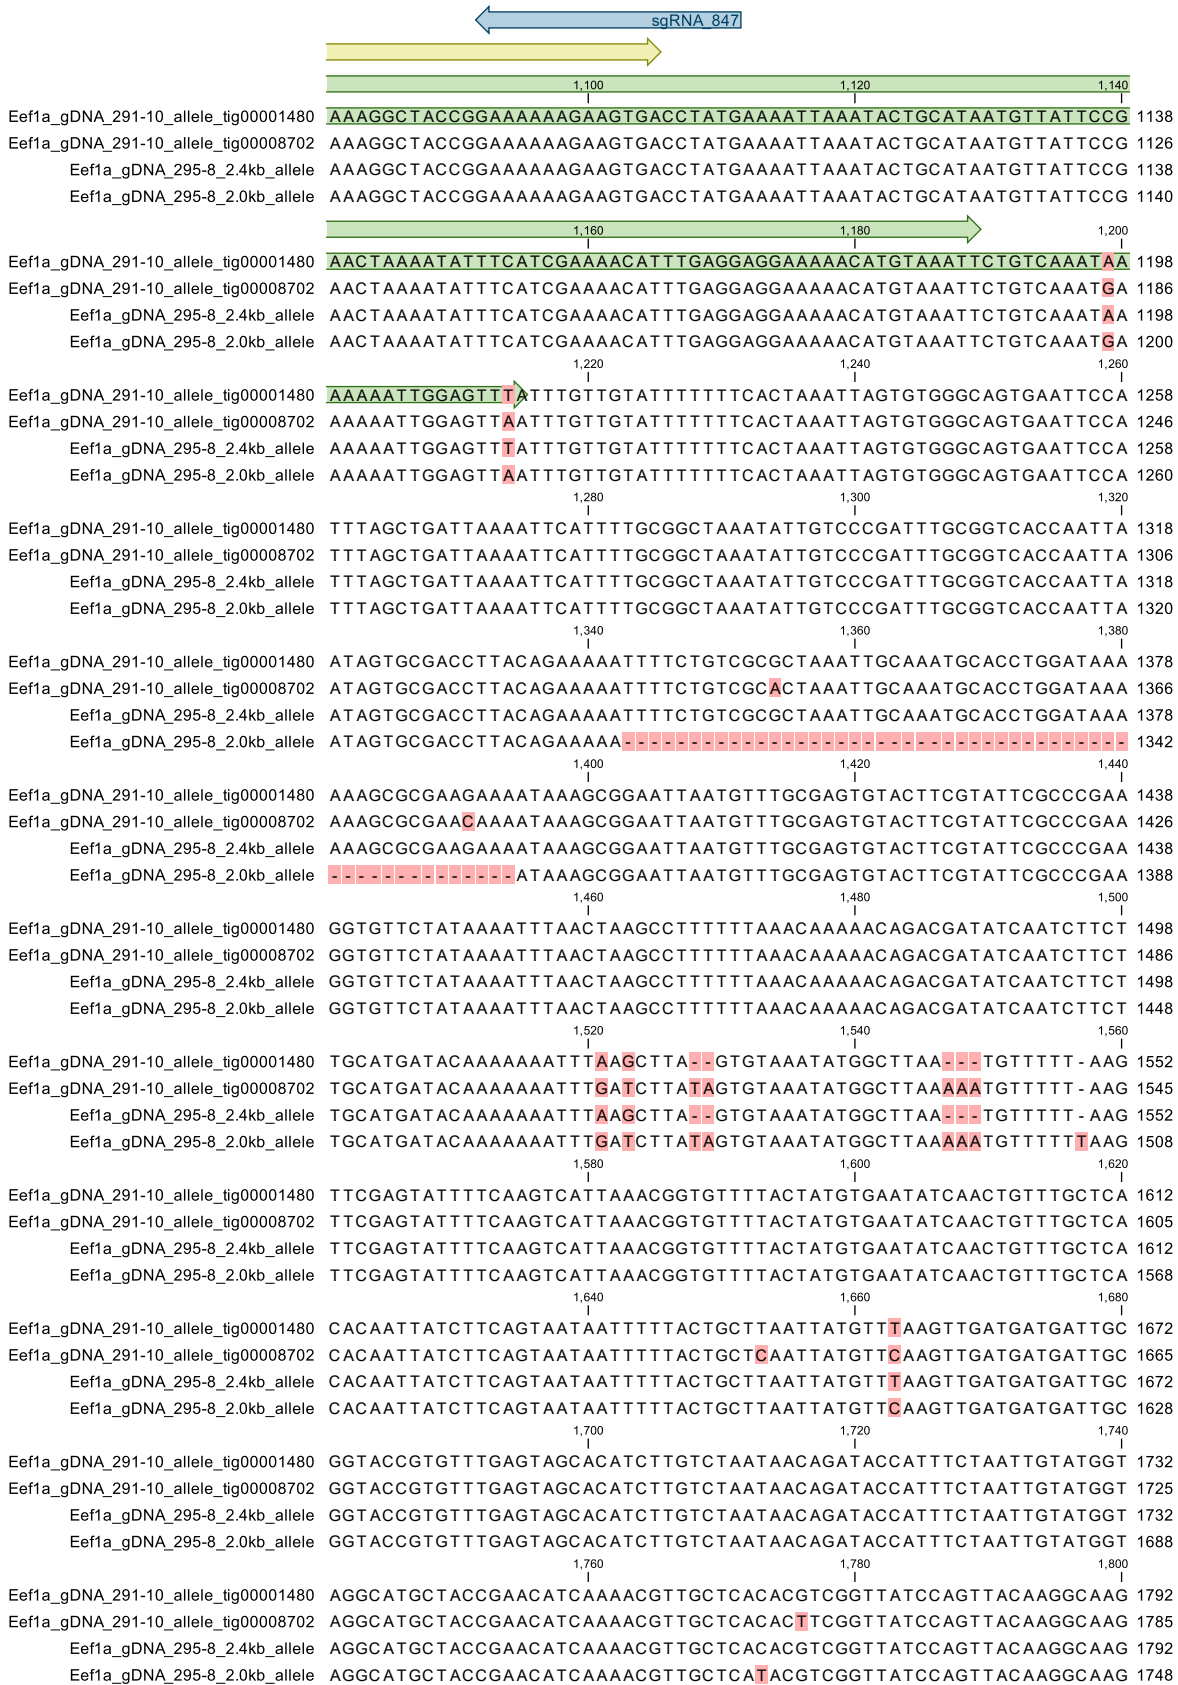 sgRNA_847
1,100 1,120 1,140
Eef1a_gDNA_291-10_allele_tig00001480 AAAGGCTACCGGAAAAAAGAAGTGACCTATGAAAATTAAATACTGCATAATGTTATTCCG 1138
Eef1a_gDNA_291-10_allele_tig00008702 AAAGGCTACCGGAAAAAAGAAGTGACCTATGAAAATTAAATACTGCATAATGTTATTCCG 1126
Eef1a_gDNA_295-8_2.4kb_allele AAAGGCTACCGGAAAAAAGAAGTGACCTATGAAAATTAAATACTGCATAATGTTATTCCG 1138
Eef1a_gDNA_295-8_2.0kb_allele AAAGGCTACCGGAAAAAAGAAGTGACCTATGAAAATTAAATACTGCATAATGTTATTCCG 1140
1,160 1,180 1,200
Eef1a_gDNA_291-10_allele_tig00001480 AACTAAAATATTTCATCGAAAACATTTGAGGAGGAAAAACATGTAAATTCTGTCAAATAA 1198
Eef1a_gDNA_291-10_allele_tig00008702 AACTAAAATATTTCATCGAAAACATTTGAGGAGGAAAAACATGTAAATTCTGTCAAATGA 1186
Eef1a_gDNA_295-8_2.4kb_allele AACTAAAATATTTCATCGAAAACATTTGAGGAGGAAAAACATGTAAATTCTGTCAAATAA 1198
Eef1a_gDNA_295-8_2.0kb_allele AACTAAAATATTTCATCGAAAACATTTGAGGAGGAAAAACATGTAAATTCTGTCAAATGA 1200
1,220 1,240 1,260
Eef1a_gDNA_291-10_allele_tig00001480 AAAAATTGGAGTTTATTTGTTGTATTTTTTTCACTAAATTAGTGTGGGCAGTGAATTCCA 1258
Eef1a_gDNA_291-10_allele_tig00008702 AAAAATTGGAGTTAATTTGTTGTATTTTTTTCACTAAATTAGTGTGGGCAGTGAATTCCA 1246
Eef1a_gDNA_295-8_2.4kb_allele AAAAATTGGAGTTTATTTGTTGTATTTTTTTCACTAAATTAGTGTGGGCAGTGAATTCCA 1258
Eef1a_gDNA_295-8_2.0kb_allele AAAAATTGGAGTTAATTTGTTGTATTTTTTTCACTAAATTAGTGTGGGCAGTGAATTCCA 1260
1,280 1,300 1,320
Eef1a_gDNA_291-10_allele_tig00001480 TTTAGCTGATTAAAATTCATTTTGCGGCTAAATATTGTCCCGATTTGCGGTCACCAATTA 1318
Eef1a_gDNA_291-10_allele_tig00008702 TTTAGCTGATTAAAATTCATTTTGCGGCTAAATATTGTCCCGATTTGCGGTCACCAATTA 1306
Eef1a_gDNA_295-8_2.4kb_allele TTTAGCTGATTAAAATTCATTTTGCGGCTAAATATTGTCCCGATTTGCGGTCACCAATTA 1318
Eef1a_gDNA_295-8_2.0kb_allele TTTAGCTGATTAAAATTCATTTTGCGGCTAAATATTGTCCCGATTTGCGGTCACCAATTA 1320
1,340 1,360 1,380
Eef1a_gDNA_291-10_allele_tig00001480 ATAGTGCGACCTTACAGAAAAATTTTCTGTCGCGCTAAATTGCAAATGCACCTGGATAAA 1378
Eef1a_gDNA_291-10_allele_tig00008702 ATAGTGCGACCTTACAGAAAAATTTTCTGTCGCACTAAATTGCAAATGCACCTGGATAAA 1366
Eef1a_gDNA_295-8_2.4kb_allele ATAGTGCGACCTTACAGAAAAATTTTCTGTCGCGCTAAATTGCAAATGCACCTGGATAAA 1378
Eef1a_gDNA_295-8_2.0kb_allele ATAGTGCGACCTTACAGAAAAA-------------------------------------- 1342
1,400 1,420 1,440
Eef1a_gDNA_291-10_allele_tig00001480 AAAGCGCGAAGAAAATAAAGCGGAATTAATGTTTGCGAGTGTACTTCGTATTCGCCCGAA 1438
Eef1a_gDNA_291-10_allele_tig00008702 AAAGCGCGAACAAAATAAAGCGGAATTAATGTTTGCGAGTGTACTTCGTATTCGCCCGAA 1426
Eef1a_gDNA_295-8_2.4kb_allele AAAGCGCGAAGAAAATAAAGCGGAATTAATGTTTGCGAGTGTACTTCGTATTCGCCCGAA 1438
Eef1a_gDNA_295-8_2.0kb_allele --------------ATAAAGCGGAATTAATGTTTGCGAGTGTACTTCGTATTCGCCCGAA 1388
1,460 1,480 1,500
Eef1a_gDNA_291-10_allele_tig00001480 GGTGTTCTATAAAATTTAACTAAGCCTTTTTTTAAACAAAAACAGACGATATCAATCTTCT 1498
Eef1a_gDNA_291-10_allele_tig00008702 GGTGTTCTATAAAATTTAACTAAGCCTTTTTTTAAACAAAAACAGACGATATCAATCTTCT 1486
Eef1a_gDNA_295-8_2.4kb_allele GGTGTTCTATAAAATTTAACTAAGCCTTTTTTTAAACAAAAACAGACGATATCAATCTTCT 1498
Eef1a_gDNA_295-8_2.0kb_allele GGTGTTCTATAAAATTTAACTAAGCCTTTTTTTAAACAAAAACAGACGATATCAATCTTCT 1448
1,520 1,540 1,560
Eef1a_gDNA_291-10_allele_tig00001480 TGCATGATACAAAAAAATTTAAGCTTA--GTGTAAATATGGCTTAA---TGTTTTT-AAG 1552
Eef1a_gDNA_291-10_allele_tig00008702 TGCATGATACAAAAAAATTTGATCTTATAGTGTAAATATGGCTTAAAAATGTTTTT-AAG 1545
Eef1a_gDNA_295-8_2.4kb_allele TGCATGATACAAAAAAATTTAAGCTTA--GTGTAAATATGGCTTAA---TGTTTTT-AAG 1552
Eef1a_gDNA_295-8_2.0kb_allele TGCATGATACAAAAAAATTTGATCTTATAGTGTAAATATGGCTTAAAAATGTTTTTTAAG 1508
1,580 1,600 1,620
Eef1a_gDNA_291-10_allele_tig00001480 TTCGAGTATTTTCAAGTCATTAAACGGTGTTTTACTATGTGAATATCAACTGTTTGCTCA 1612
Eef1a_gDNA_291-10_allele_tig00008702 TTCGAGTATTTTCAAGTCATTAAACGGTGTTTTACTATGTGAATATCAACTGTTTGCTCA 1605
Eef1a_gDNA_295-8_2.4kb_allele TTCGAGTATTTTCAAGTCATTAAACGGTGTTTTACTATGTGAATATCAACTGTTTGCTCA 1612
Eef1a_gDNA_295-8_2.0kb_allele TTCGAGTATTTTCAAGTCATTAAACGGTGTTTTACTATGTGAATATCAACTGTTTGCTCA 1568
1,640 1,660 1,680
Eef1a_gDNA_291-10_allele_tig00001480 CACAATTATCTTCAGTAATAATTTTTACTGCTTAATTATGTTTAAGTTGATGATGATTGC 1672
Eef1a_gDNA_291-10_allele_tig00008702 CACAATTATCTTCAGTAATAATTTTTACTGCTCAATTATGTTCAAGTTGATGATGATTGC 1665
Eef1a_gDNA_295-8_2.4kb_allele CACAATTATCTTCAGTAATAATTTTTACTGCTTAATTATGTTTAAGTTGATGATGATTGC 1672
Eef1a_gDNA_295-8_2.0kb_allele CACAATTATCTTCAGTAATAATTTTTACTGCTTAATTATGTTCAAGTTGATGATGATTGC 1628
1,700 1,720 1,740
Eef1a_gDNA_291-10_allele_tig00001480 GGTACCGTGTTTGAGTAGCACATCTTGTCTAATAACAGATACCATTTCTAATTGTATGGT 1732
Eef1a_gDNA_291-10_allele_tig00008702 GGTACCGTGTTTGAGTAGCACATCTTGTCTAATAACAGATACCATTTCTAATTGTATGGT 1725
Eef1a_gDNA_295-8_2.4kb_allele GGTACCGTGTTTGAGTAGCACATCTTGTCTAATAACAGATACCATTTCTAATTGTATGGT 1732
Eef1a_gDNA_295-8_2.0kb_allele GGTACCGTGTTTGAGTAGCACATCTTGTCTAATAACAGATACCATTTCTAATTGTATGGT 1688
1,760 1,780 1,800
Eef1a_gDNA_291-10_allele_tig00001480 AGGCATGCTACCGAACATCAAAACGTTGCTCACACGTCGGTTATCCAGTTACAAGGCAAG 1792
Eef1a_gDNA_291-10_allele_tig00008702 AGGCATGCTACCGAACATCAAAACGTTGCTCACACTTCGGTTATCCAGTTACAAGGCAAG 1785
Eef1a_gDNA_295-8_2.4kb_allele AGGCATGCTACCGAACATCAAAACGTTGCTCACACGTCGGTTATCCAGTTACAAGGCAAG 1792
Eef1a_gDNA_295-8_2.0kb_allele AGGCATGCTACCGAACATCAAAACGTTGCTCATACGTCGGTTATCCAGTTACAAGGCAAG 1748